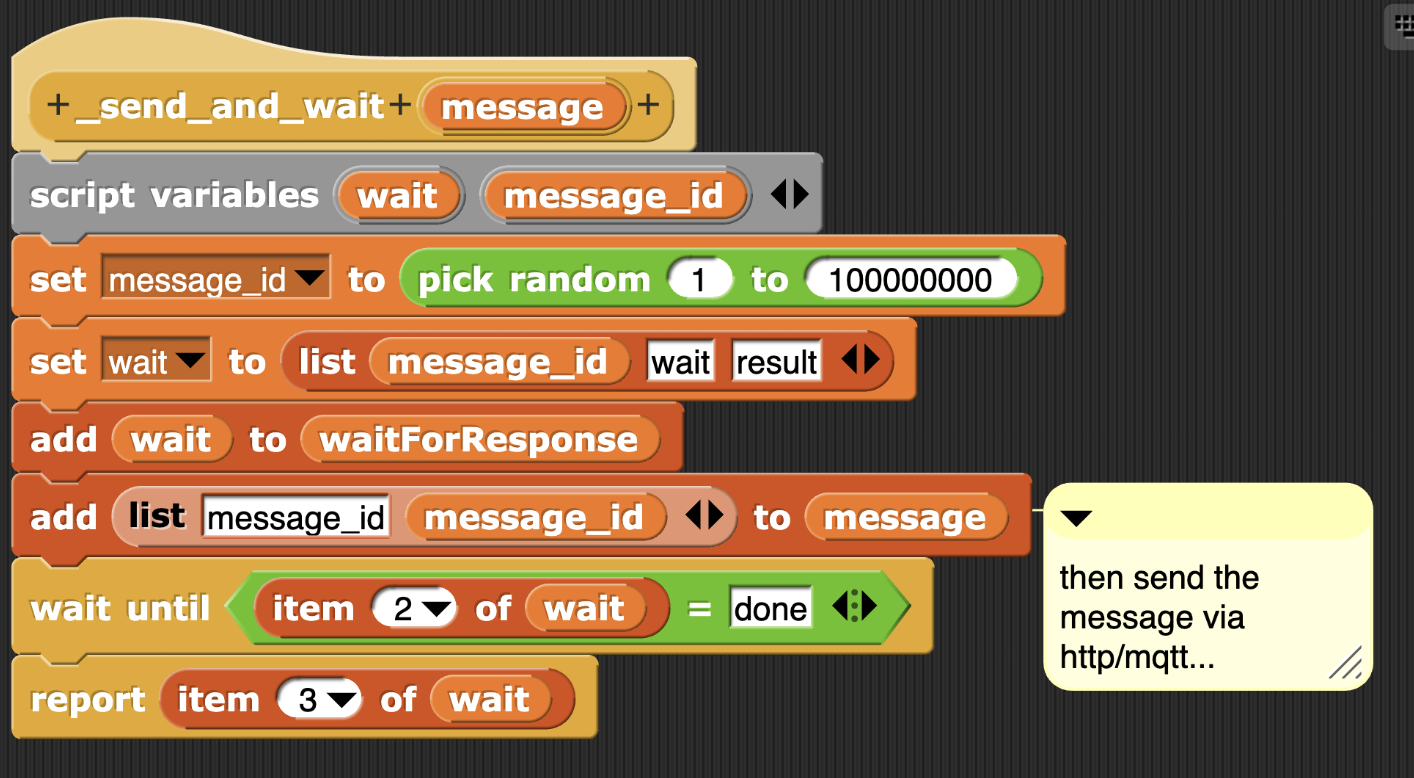 + _send_and_wait + message +
script variables wait message_id
set message_id to pick random 1 to 100000000
set wait to list message_id wait result
add wait to waitForResponse
add list message_id message_id to message
wait until item 2 of wait = done
report item 3 of wait
then send the
message via
http/mqtt...